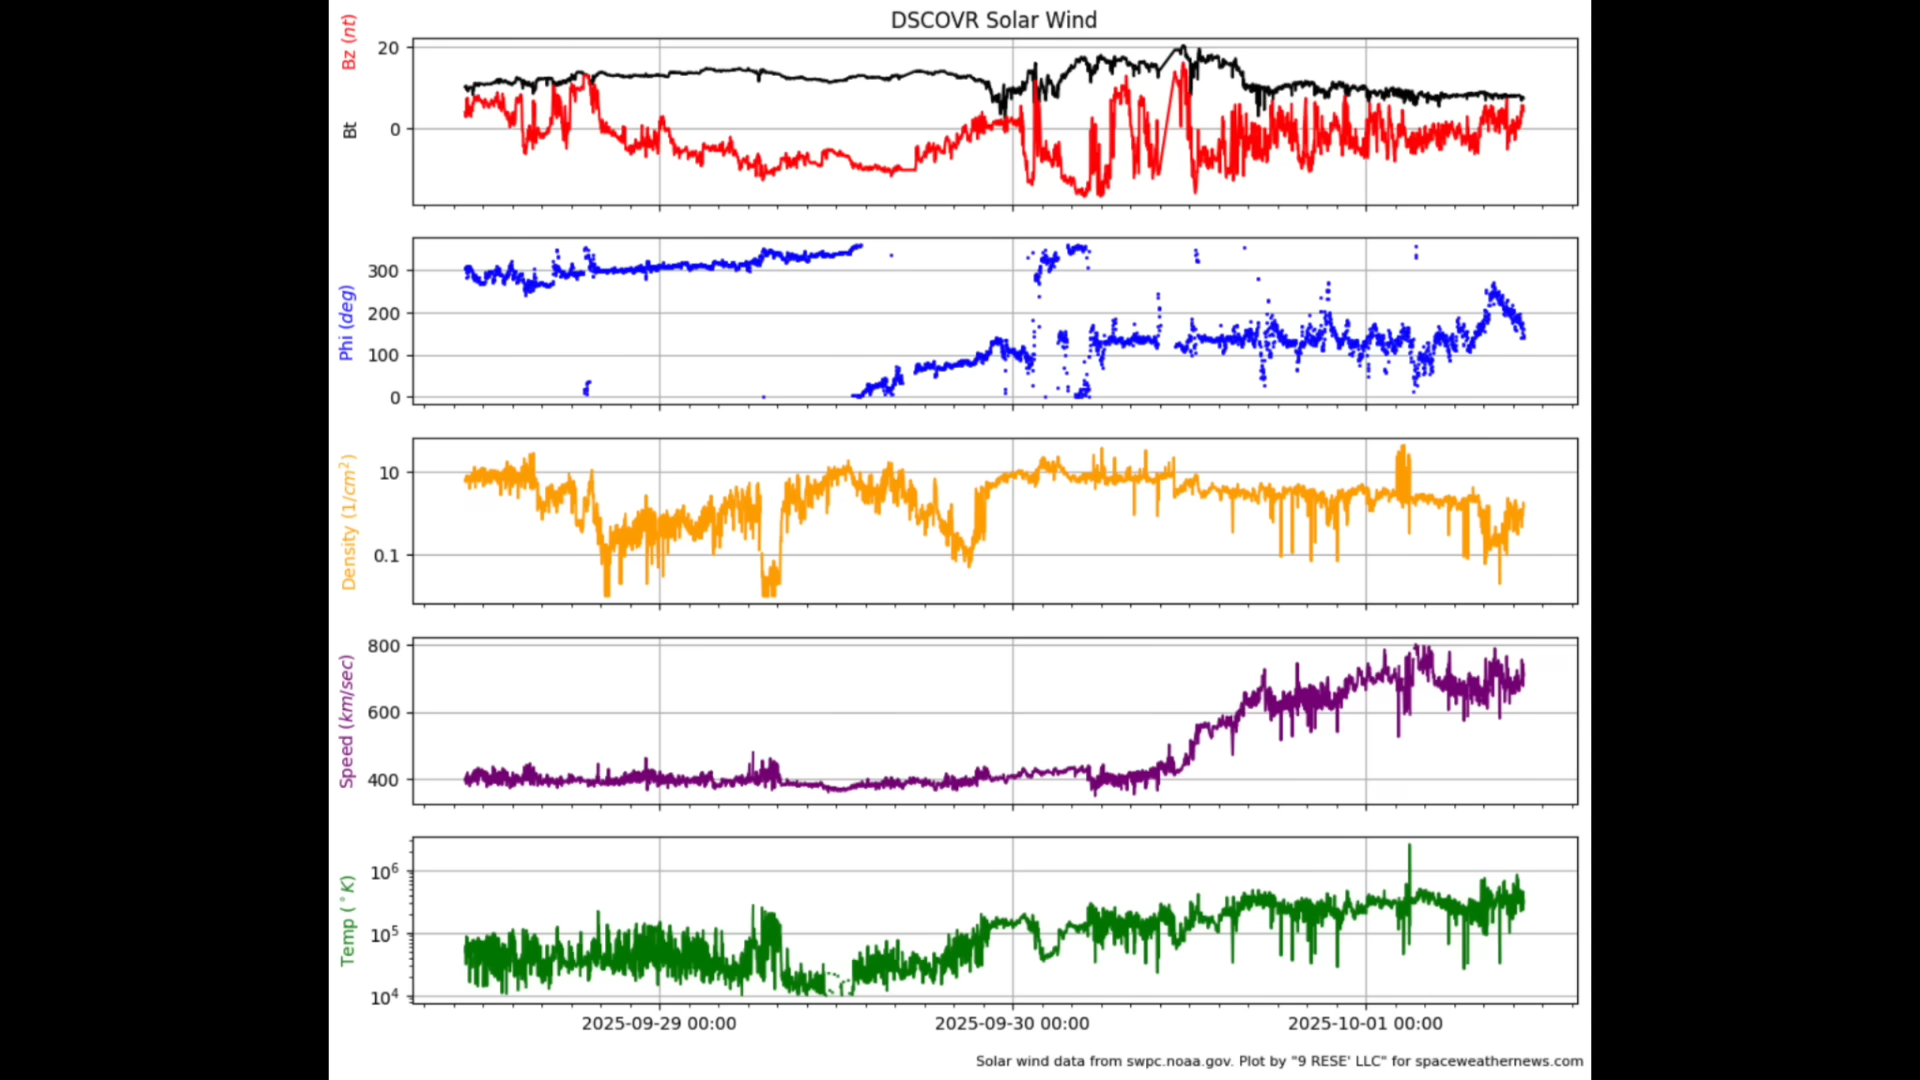 DSCOVR Solar Wind
Bt Bz (nt)
20
0
Phi (deg)
300
200
100
0
Density (1/cm²)
10
0.1
Speed (km/sec)
800
600
400
Temp (°K)
10⁶
10⁵
10⁴
2025-09-29 00:00 2025-09-30 00:00 2025-10-01 00:00
Solar wind data from swpc.noaa.gov. Plot by "9 RESE' LLC" for spaceweathernews.com